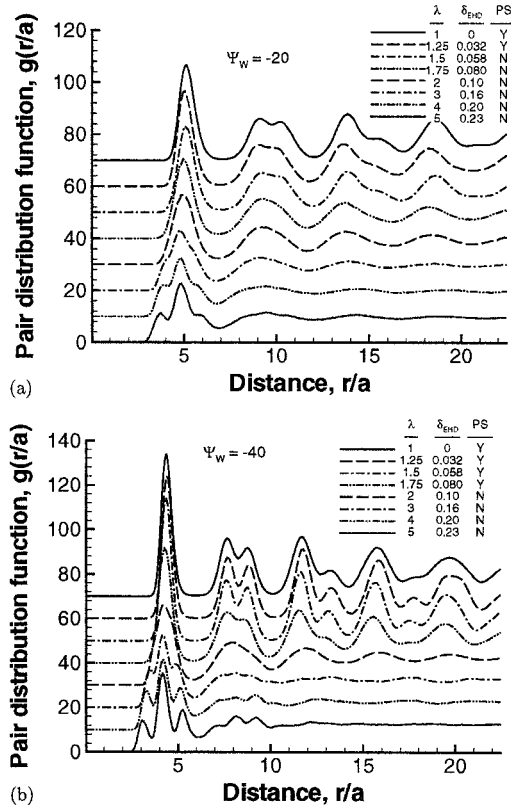 Pair distribution function, g(r/a)
120
100
80
60
40
20
0
Ψw = -20
λ δEHD PS
1 0 Y
1.25 0.032 Y
1.5 0.058 N
1.75 0.080 N
2 0.10 N
3 0.16 N
4 0.20 N
5 0.23 N
0 5 10 15 20
Distance, r/a
(a)
Pair distribution function, g(r/a)
140
120
100
80
60
40
20
0
Ψw = -40
λ δEHD PS
1 0 Y
1.25 0.032 Y
1.5 0.058 Y
1.75 0.080 Y
2 0.10 N
3 0.16 N
4 0.20 N
5 0.23 N
0 5 10 15 20
Distance, r/a
(b)